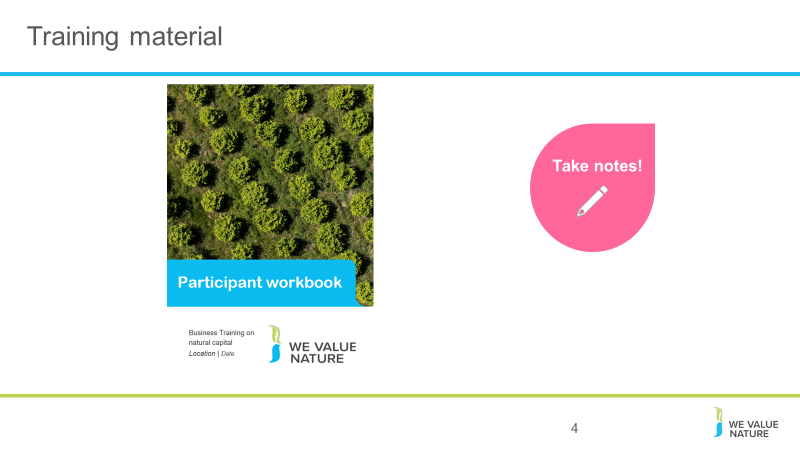 Training material
Take notes!
Participant workbook
Business Training on
natural capital
Location | Date
WE VALUE
NATURE
4
WE VALUE
NATURE